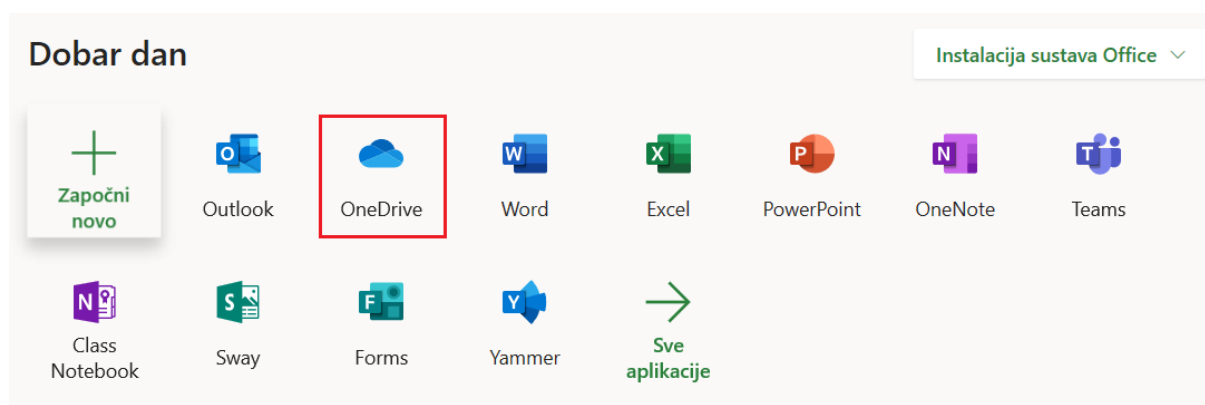 Dobar dan
Instalacija sustava Office
Započni
novo
Outlook
OneDrive
Word
Excel
PowerPoint
OneNote
Teams
Class
Notebook
Sway
Forms
Yammer
Sve
aplikacije